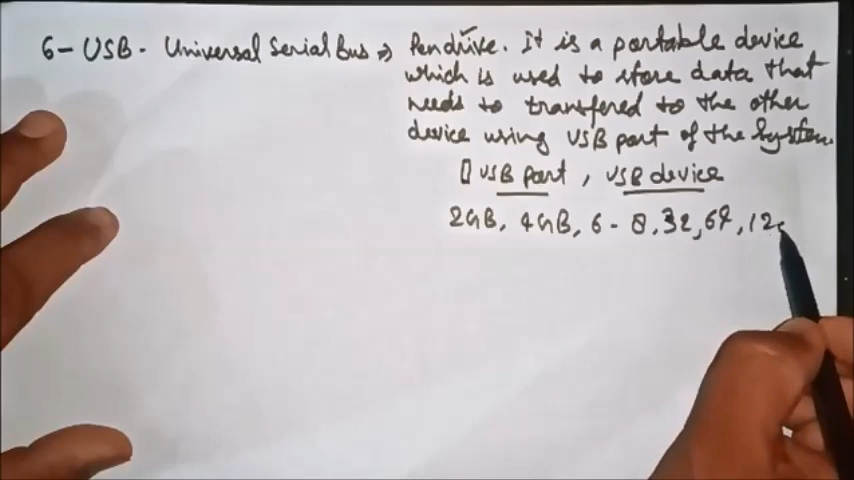 6- USB - Universal Serial Bus ⇒ Pendrive. It is a portable device
which is used to store data that
needs to transfered to the other
device using USB port of the System.
USB port, USB device
2GB, 4GB, 6 - 8, 32, 64, 12